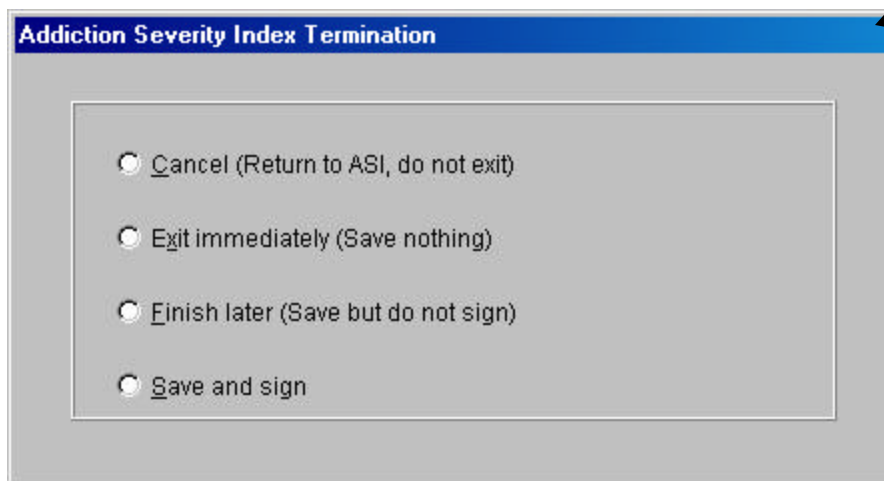 Addiction Severity Index Termination
Cancel (Return to ASI, do not exit)
Exit immediately (Save nothing)
Finish later (Save but do not sign)
Save and sign